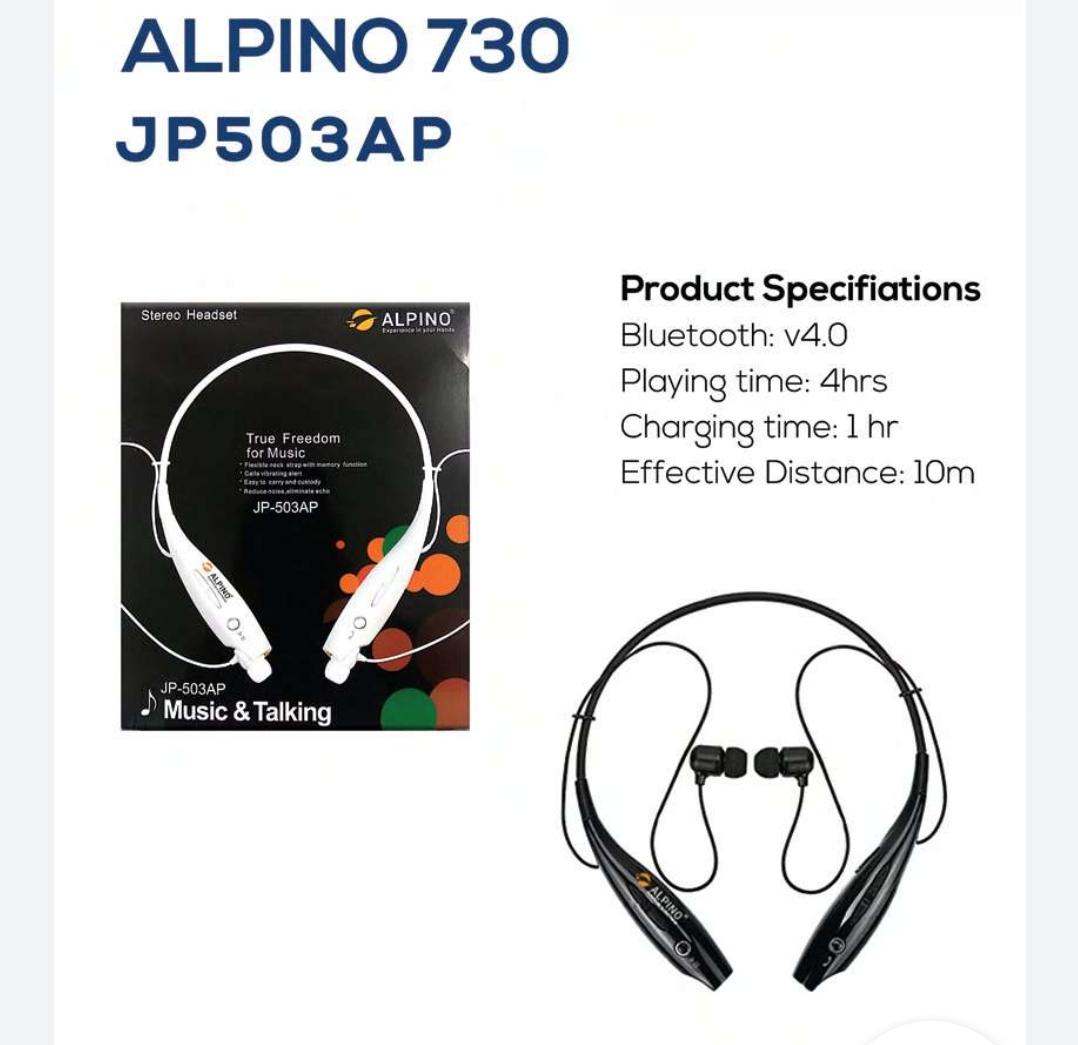 ALPINO 730
JP503AP
Stereo Headset
ALPINO
Experience in your Hands
True Freedom
for Music
* Flexible neck strap with memory function
* Calls vibrating alert
* Easy to carry and custody
* Reduce noise, eliminate echo
JP-503AP
ALPINO
JP-503AP
Music & Talking
Product Specifiations
Bluetooth: v4.0
Playing time: 4hrs
Charging time: 1 hr
Effective Distance: 10m
ALPINO